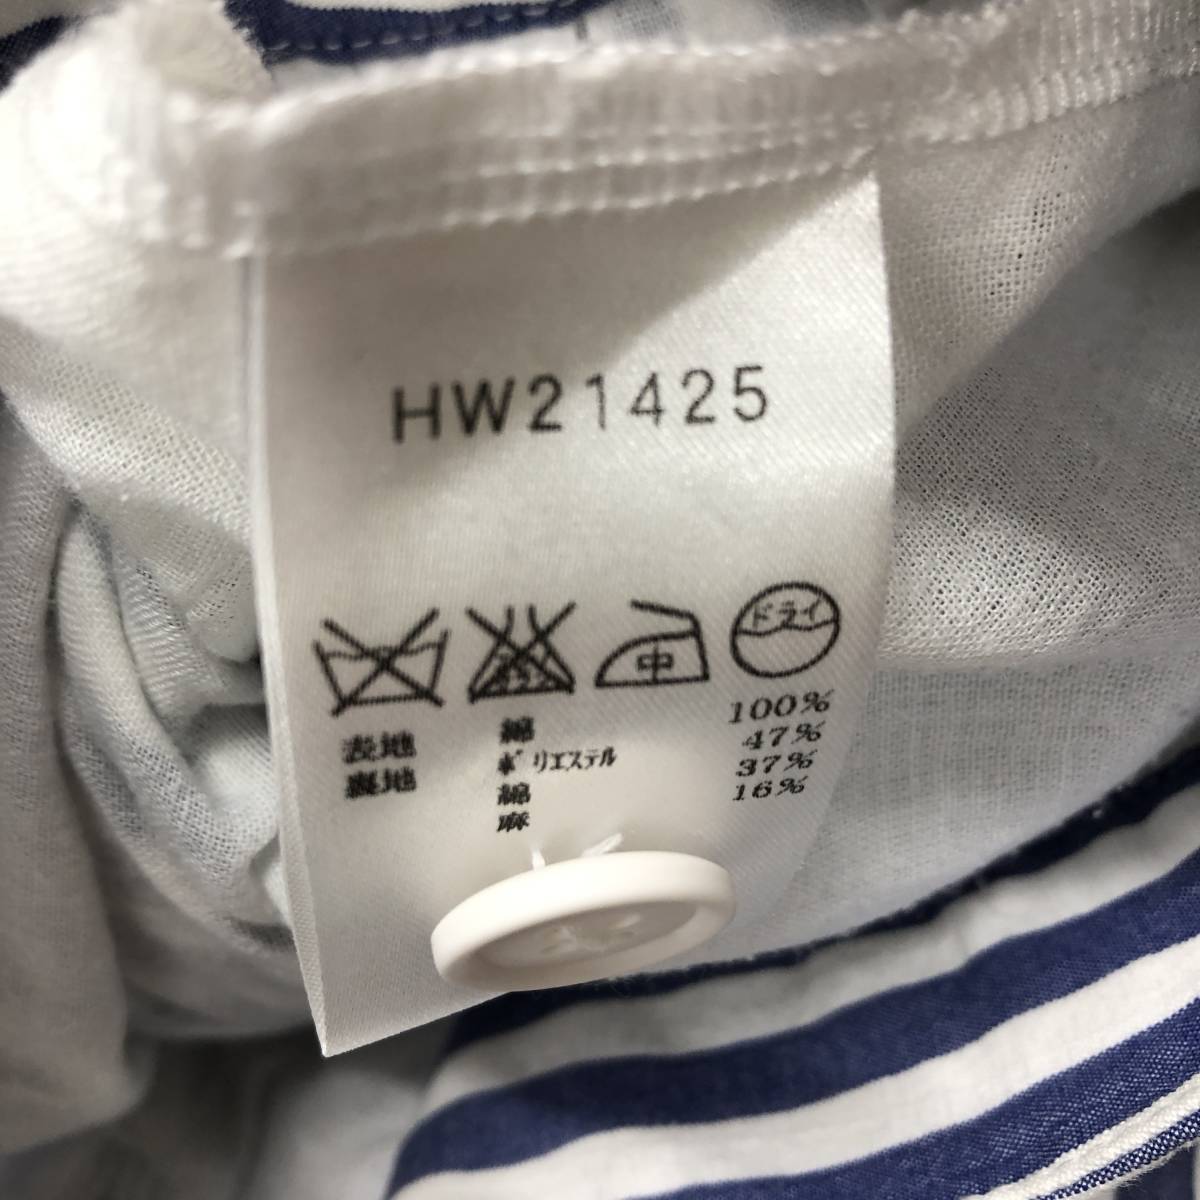 HW21425
中 ドライ
綿 100%
表地 ポリエステル 47%
裏地 綿 37%
麻 16%